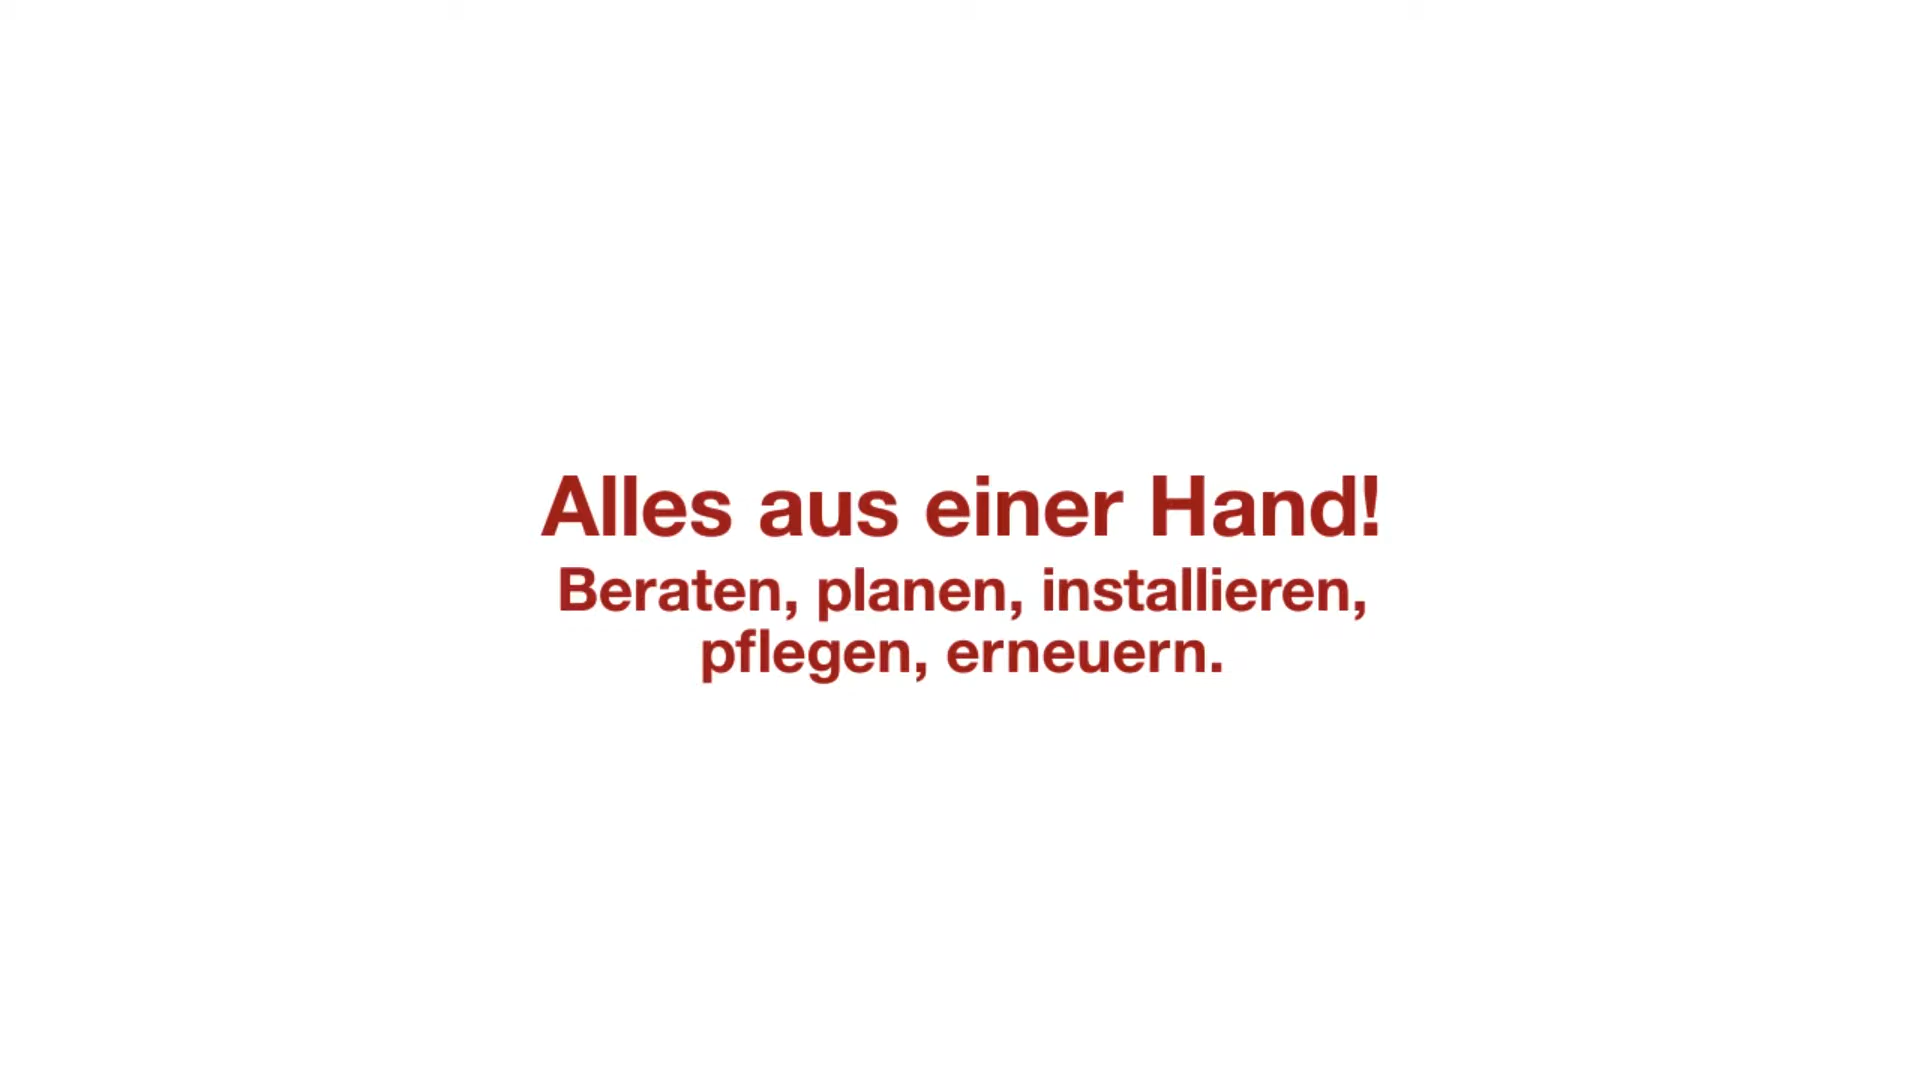 Alles aus einer Hand!
Beraten, planen, installieren,
pflegen, erneuern.